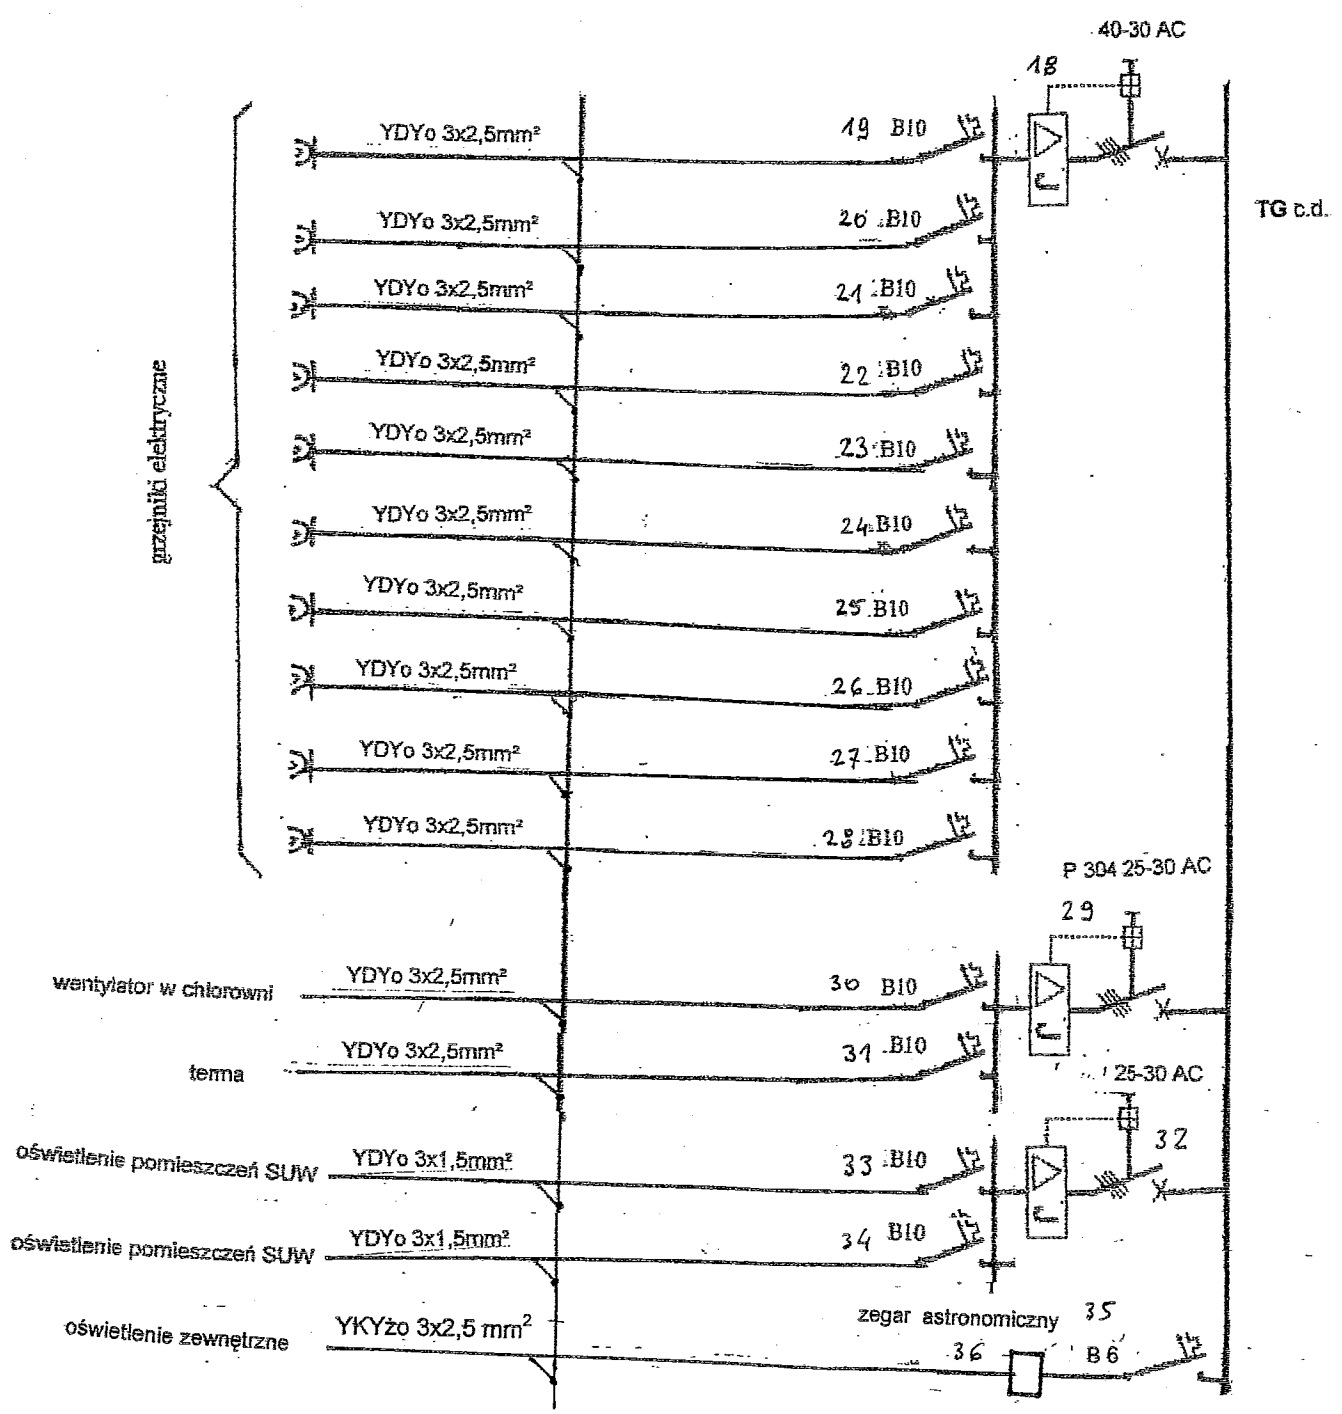 40-30 AC
18
YDYo 3x2,5mm²
19 B10
TG c.d.
YDYo 3x2,5mm²
20 B10
YDYo 3x2,5mm²
21 B10
YDYo 3x2,5mm²
22 B10
grzejniki elektryczne
YDYo 3x2,5mm²
23 B10
YDYo 3x2,5mm²
24 B10
YDYo 3x2,5mm²
25 B10
YDYo 3x2,5mm²
26 B10
YDYo 3x2,5mm²
27 B10
YDYo 3x2,5mm²
28 B10
P 304 25-30 AC
29
wentylator w chlorowni
YDYo 3x2,5mm²
30 B10
terma
YDYo 3x2,5mm²
31 B10
25-30 AC
32
oświetlenie pomieszczeń SUW
YDYo 3x1,5mm²
33 B10
oświetlenie pomieszczeń SUW
YDYo 3x1,5mm²
34 B10
zegar astronomiczny 35
oświetlenie zewnętrzne
YKYżo 3x2,5 mm²
36 B6